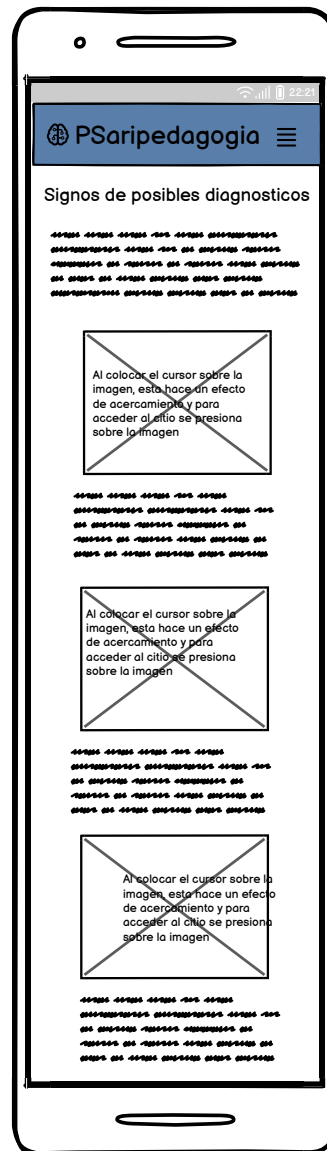 22:21
PSaripedagogia
Signos de posibles diagnosticos
Al colocar el cursor sobre la
imagen, esta hace un efecto
de acercamiento y para
acceder al citio se presiona
sobre la imagen
Al colocar el cursor sobre la
imagen, esta hace un efecto
de acercamiento y para
acceder al citio se presiona
sobre la imagen
Al colocar el cursor sobre la
imagen, esta hace un efecto
de acercamiento y para
acceder al citio se presiona
sobre la imagen